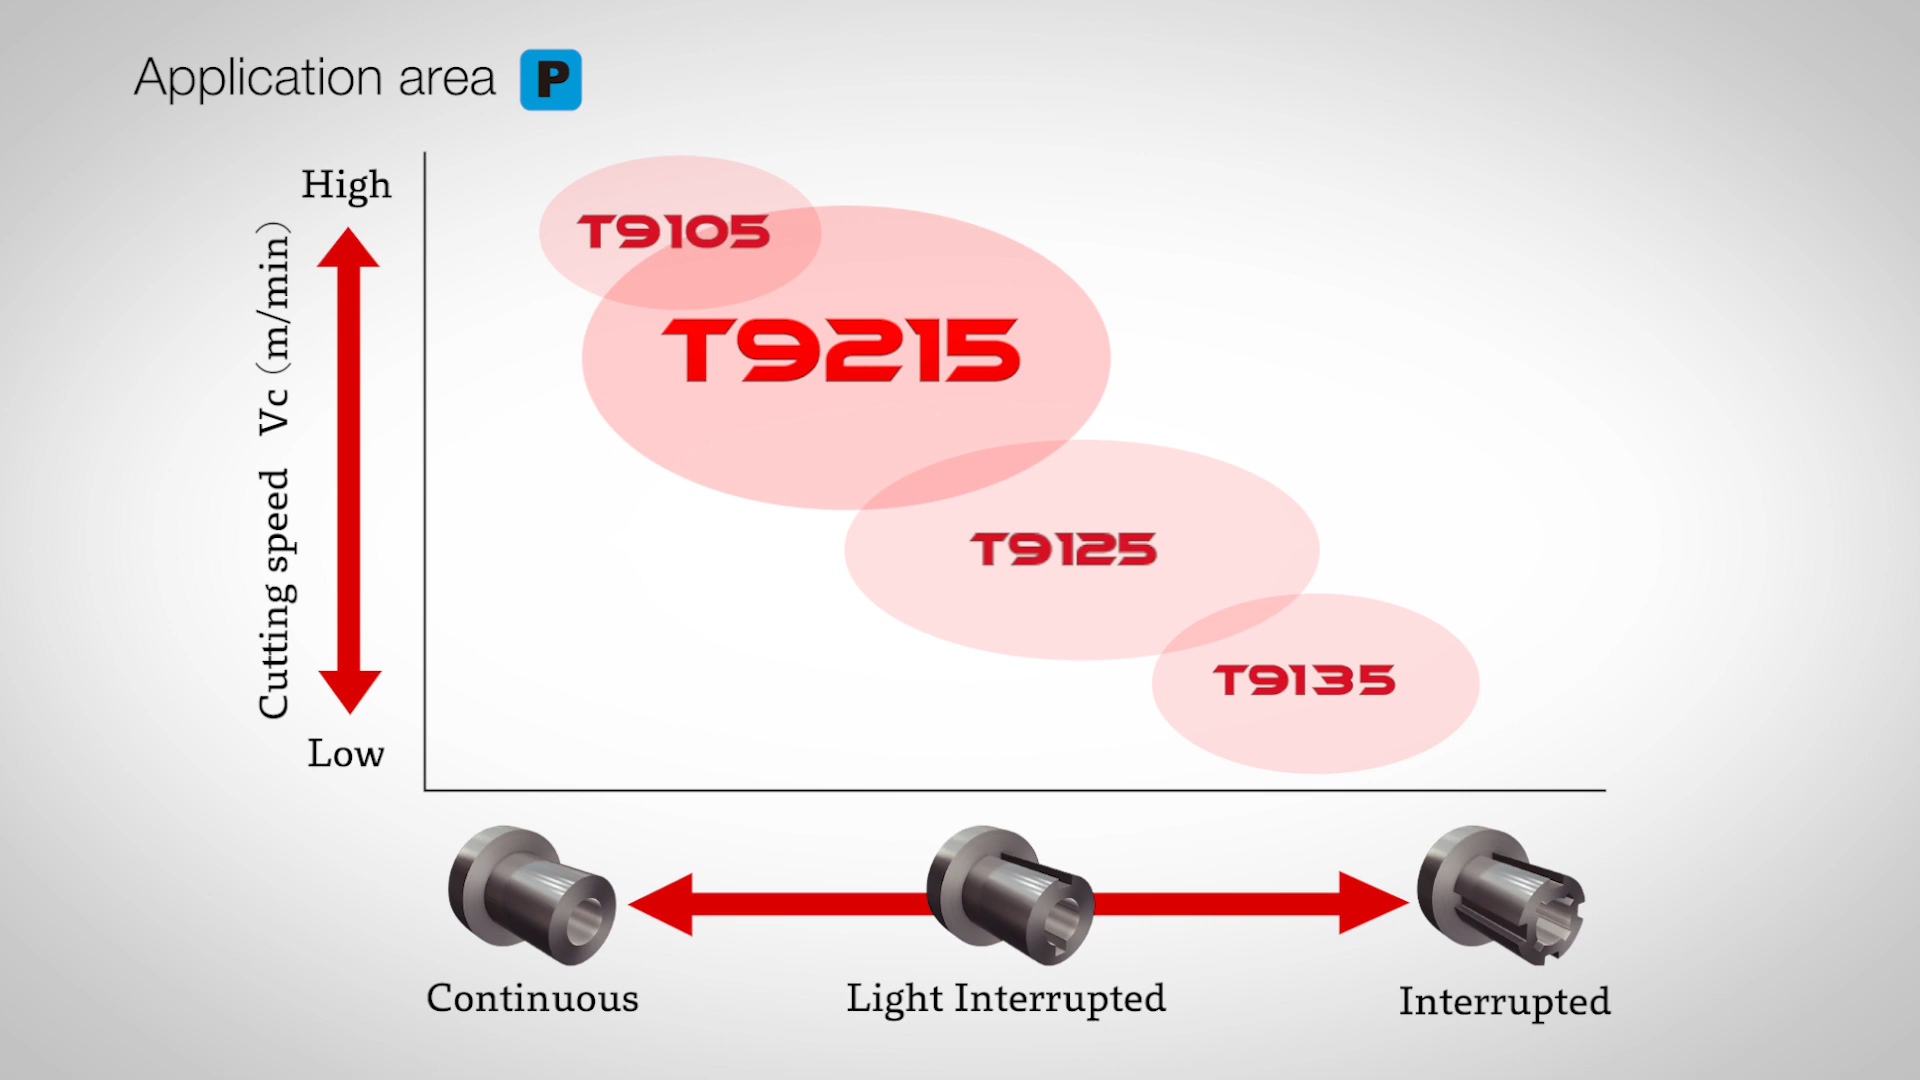 Application area P
High
Cutting speed Vc (m/min)
Low
T9105
T9215
T9125
T9135
Continuous
Light Interrupted
Interrupted